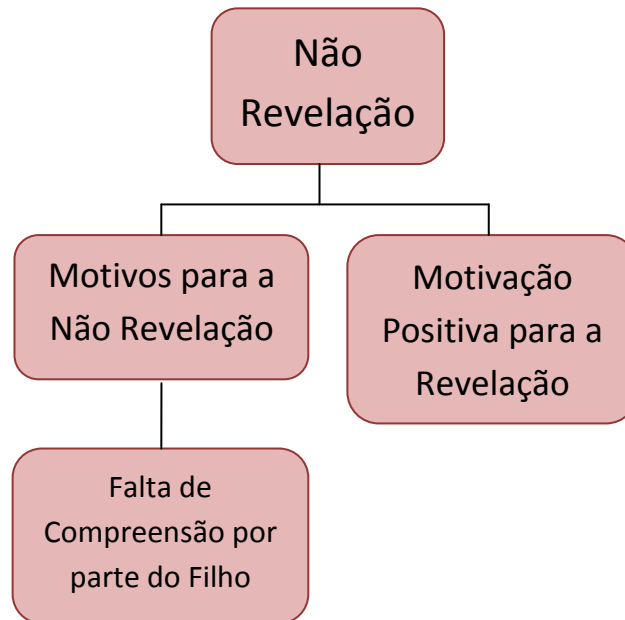 Não
Revelação
Motivos para a
Não Revelação
Motivação
Positiva para a
Revelação
Falta de
Compreensão por
parte do Filho